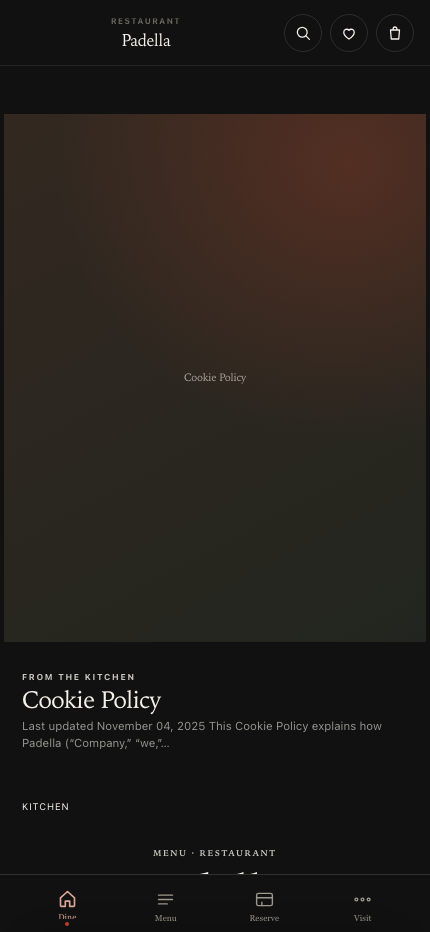 RESTAURANT
Padella
Cookie Policy
FROM THE KITCHEN
Cookie Policy
Last updated November 04, 2025 This Cookie Policy explains how
Padella (“Company,” “we,”...
KITCHEN
MENU · RESTAURANT
Dine
Menu
Reserve
Visit